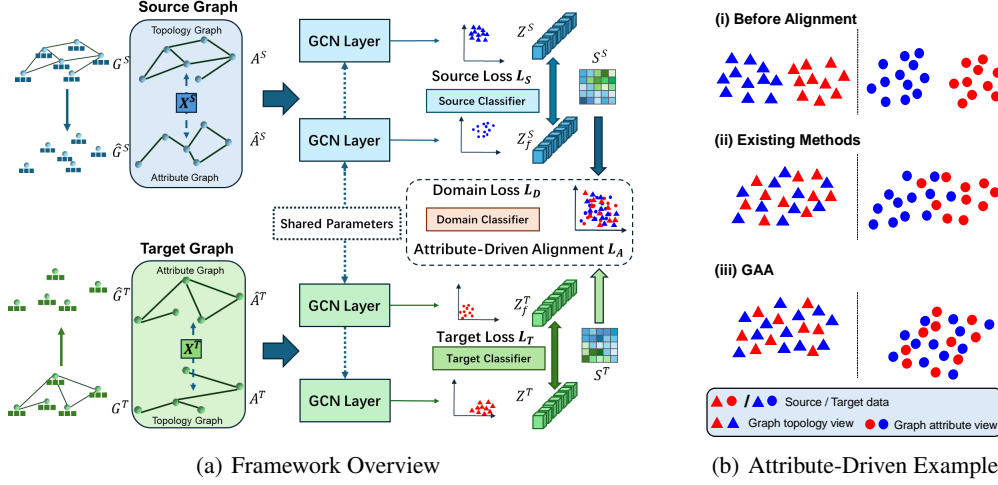 Source Graph
Topology Graph
G^S
A^S
X^S
Ĝ^S
Â^S
Attribute Graph
GCN Layer
GCN Layer
Z^S
S^S
Source Loss L_S
Source Classifier
Z_f^S
Shared Parameters
Domain Loss L_D
Domain Classifier
Attribute-Driven Alignment L_A
Target Graph
Attribute Graph
Ĝ^T
Â^T
X^T
G^T
A^T
Topology Graph
GCN Layer
GCN Layer
Z_f^T
Target Loss L_T
Target Classifier
S^T
Z^T
(a) Framework Overview
(i) Before Alignment
(ii) Existing Methods
(iii) GAA
/ Source / Target data
Graph topology view
Graph attribute view
(b) Attribute-Driven Example